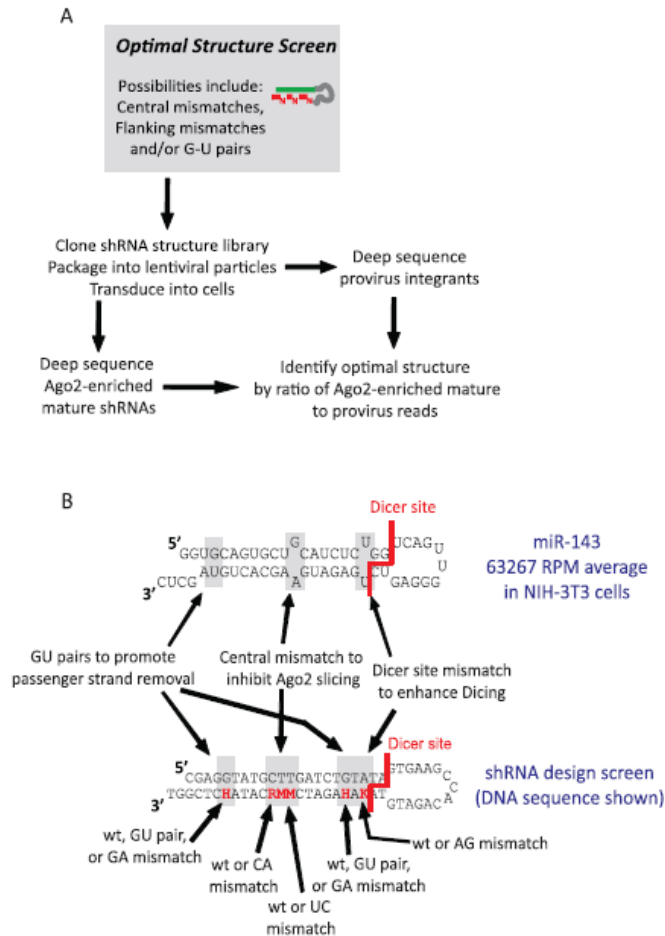 A
Optimal Structure Screen
Possibilities include:
Central mismatches,
Flanking mismatches
and/or G-U pairs
N N N
Clone shRNA structure library
Package into lentiviral particles
Transduce into cells
Deep sequence
provirus integrants
Deep sequence
Ago2-enriched
mature shRNAs
Identify optimal structure
by ratio of Ago2-enriched mature
to provirus reads
B
Dicer site
5’ GGUGCAGUGCU G CAUCUC U GG UCAG U
U
3’ CUCG AUGUCACGA A GUAGAG U CU GAGGG
miR-143
63267 RPM average
in NIH-3T3 cells
GU pairs to promote
passenger strand removal
Central mismatch to
inhibit Ago2 slicing
Dicer site mismatch
to enhance Dicing
Dicer site
5’ CGAGGTATGCTTGATCTGTATA GTGAAG C
C
3’ TGGCTCHATACRMMCTAGAHAKAT GTAGAC A
shRNA design screen
(DNA sequence shown)
wt, GU pair,
or GA mismatch
wt or CA
mismatch
wt or UC
mismatch
wt, GU pair,
or GA mismatch
wt or AG mismatch